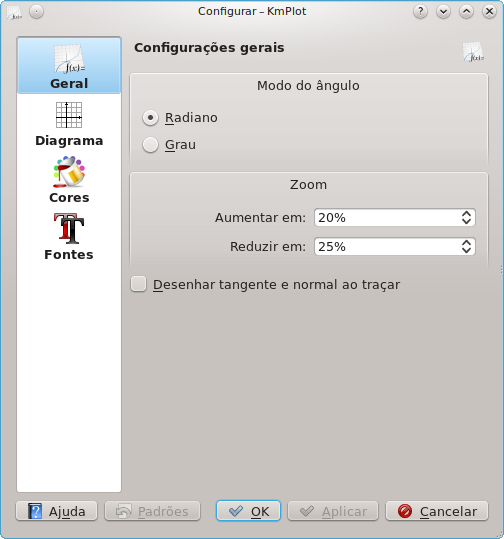 Configurar – KmPlot
Geral
Diagrama
Cores
Fontes
Configurações gerais
Modo do ângulo
Radiano
Grau
Zoom
Aumentar em: 20%
Reduzir em: 25%
Desenhar tangente e normal ao traçar
Ajuda Padrões OK Aplicar Cancelar